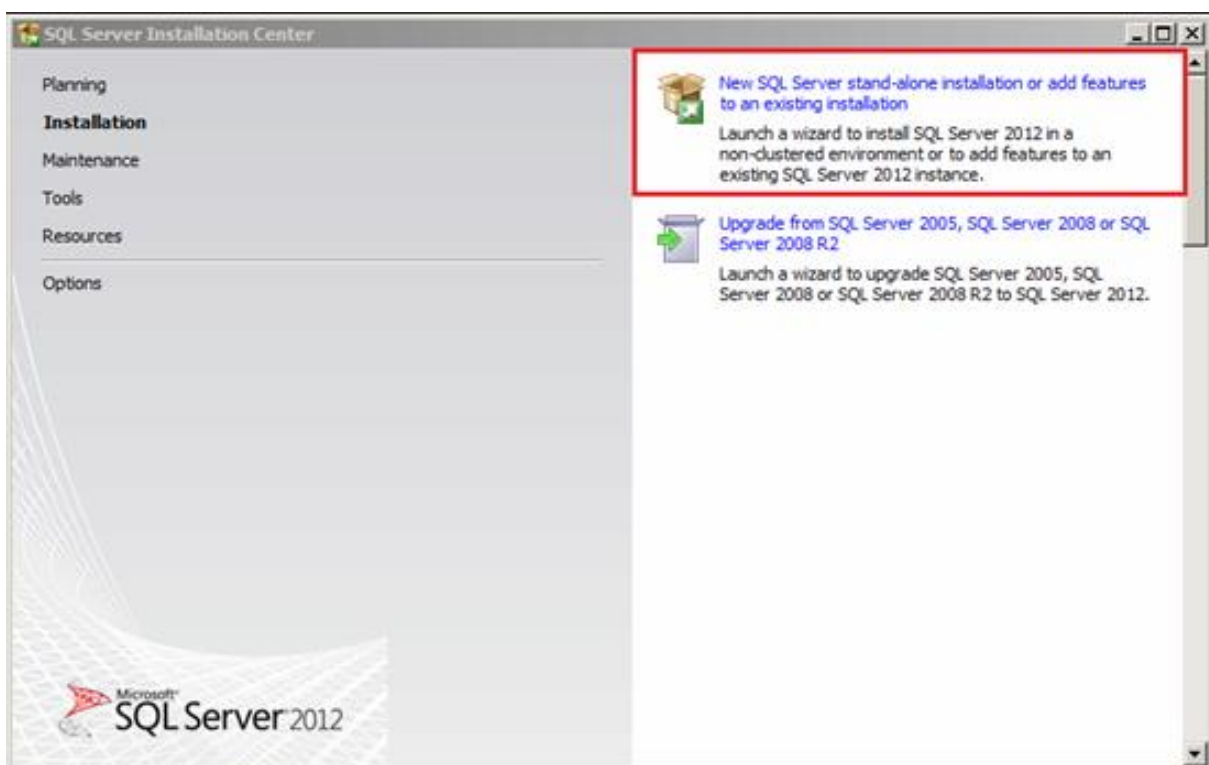 SQL Server Installation Center
Planning
Installation
Maintenance
Tools
Resources
Options
New SQL Server stand-alone installation or add features
to an existing installation
Launch a wizard to install SQL Server 2012 in a
non-clustered environment or to add features to an
existing SQL Server 2012 instance.
Upgrade from SQL Server 2005, SQL Server 2008 or SQL
Server 2008 R2
Launch a wizard to upgrade SQL Server 2005, SQL
Server 2008 or SQL Server 2008 R2 to SQL Server 2012.
Microsoft®
SQL Server 2012